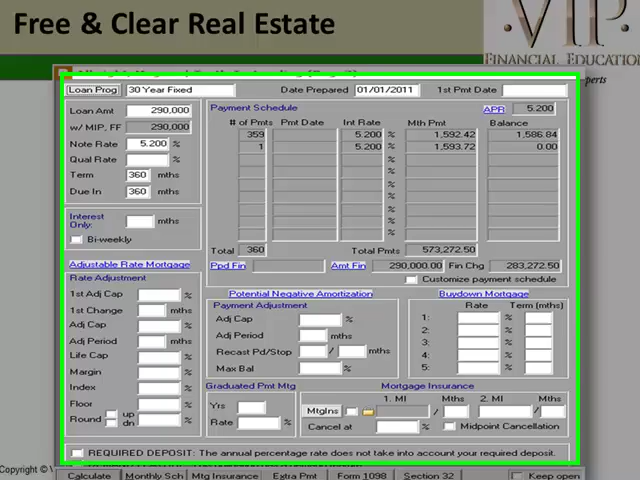 Free & Clear Real Estate
VIP
FINANCIAL EDUCATIO
perts
Loan Prog 30 Year Fixed Date Prepared 01/01/2011 1st Pmt Date
Loan Amt 290,000
w/ MIP, FF 290,000
Note Rate 5.200 %
Qual Rate %
Term 360 mths
Due In 360 mths
Interest Only: mths
Bi-weekly
Payment Schedule APR 5.200
# of Pmts Pmt Date Int Rate Mth Pmt Balance
359 5.200 % 1,592.42 1,586.84
1 5.200 % 1,593.72 0.00
%
%
%
%
%
%
%
Total 360 Total Pmts 573,272.50
Ppd Fin Amt Fin 290,000.00 Fin Chg 283,272.50
Customize payment schedule
Adjustable Rate Mortgage
Rate Adjustment
1st Adj Cap %
1st Change mths
Adj Cap %
Adj Period mths
Life Cap %
Margin %
Index %
Floor %
Round up dn %
Potential Negative Amortization
Payment Adjustment
Adj Cap %
Adj Period mths
Recast Pd/Stop / mths
Max Bal %
Buydown Mortgage
Rate Term (mths)
1: %
2: %
3: %
4: %
5: %
Graduated Pmt Mtg
Yrs
Rate %
Mortgage Insurance
1. MI Mths 2. MI Mths
MtgIns / /
Cancel at % Midpoint Cancellation
REQUIRED DEPOSIT: The annual percentage rate does not take into account your required deposit.
Calculate Monthly Sch Mtg Insurance Extra Pmt Form 1098 Section 32 Keep open
Copyright © V